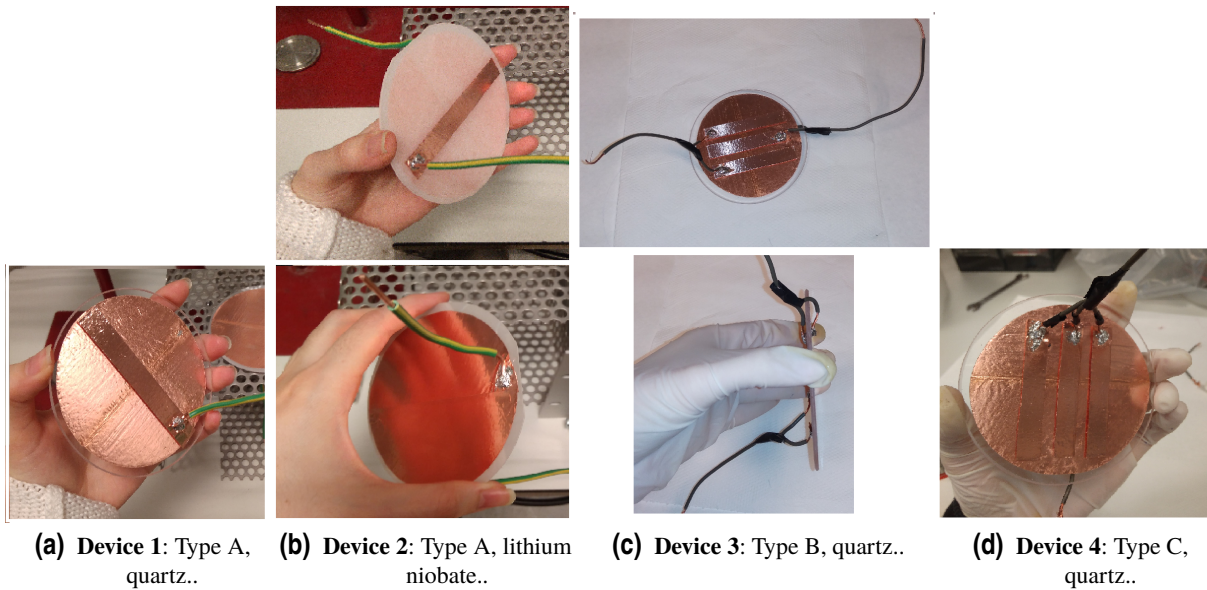 (a) Device 1: Type A,
quartz..
(b) Device 2: Type A, lithium
niobate..
(c) Device 3: Type B, quartz..
(d) Device 4: Type C,
quartz..